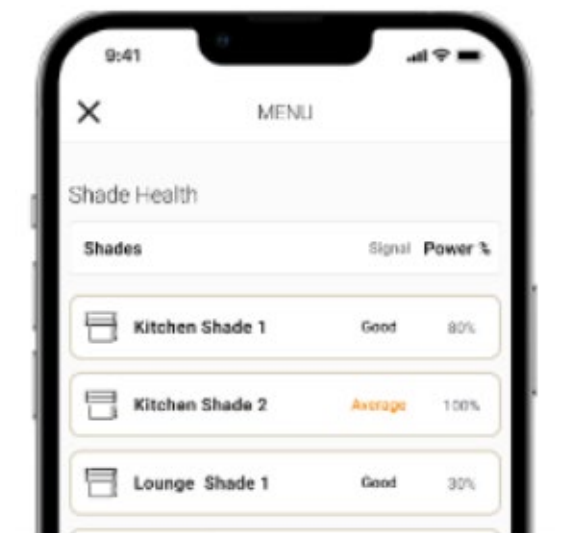 9:41
MENU
Shade Health
Shades Signal Power %
Kitchen Shade 1 Good 80%
Kitchen Shade 2 Average 100%
Lounge Shade 1 Good 30%